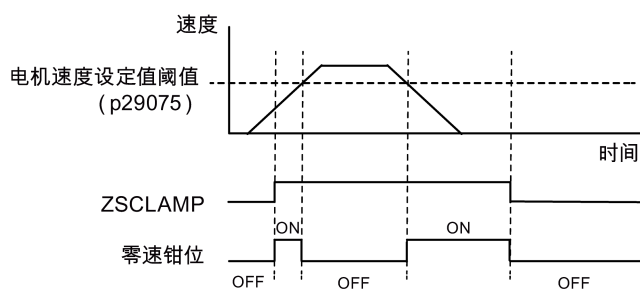 速度
电机速度设定值阈值
(p29075)
时间
ZSCLAMP
ON
ON
零速钳位
OFF
OFF
OFF